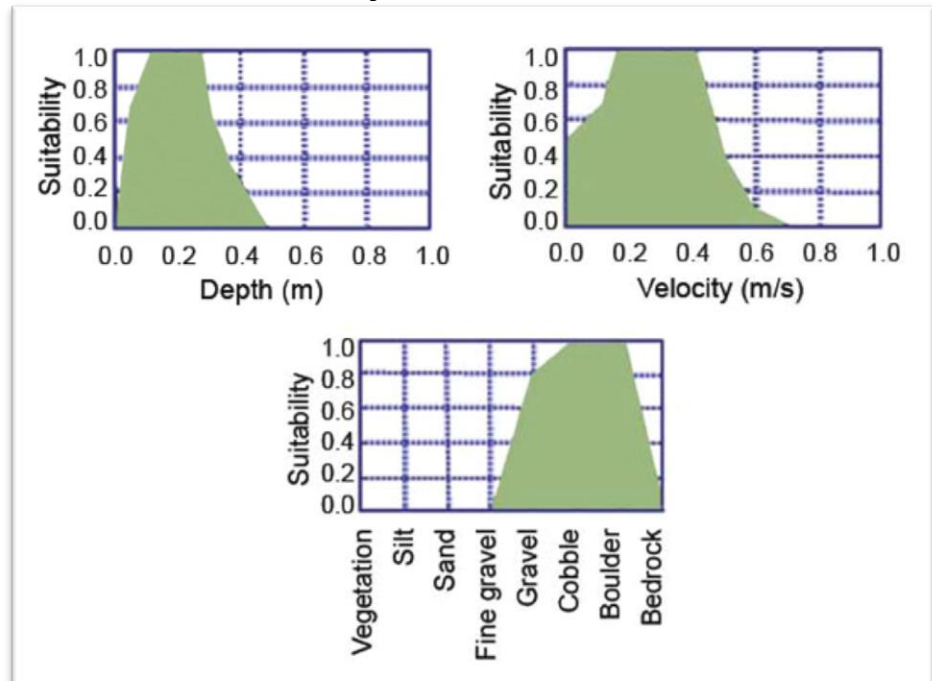 1.0
0.8
0.6
0.4
0.2
0.0
Suitability
0.0 0.2 0.4 0.6 0.8 1.0
Depth (m)
1.0
0.8
0.6
0.4
0.2
0.0
Suitability
0.0 0.2 0.4 0.6 0.8 1.0
Velocity (m/s)
1.0
0.8
0.6
0.4
0.2
0.0
Suitability
Vegetation
Silt
Sand
Fine gravel
Gravel
Cobble
Boulder
Bedrock